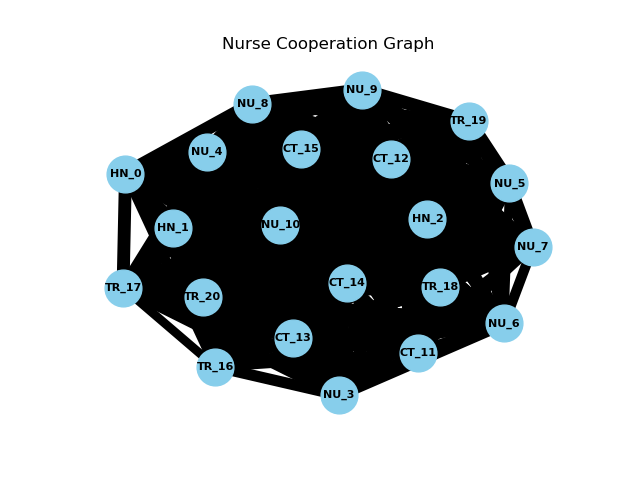 Nurse Cooperation Graph
NU_9
NU_8
TR_19
CT_15
NU_4
CT_12
HN_0
NU_5
HN_2
NU_10
HN_1
NU_7
CT_14
TR_18
TR_17
TR_20
NU_6
CT_13
CT_11
TR_16
NU_3